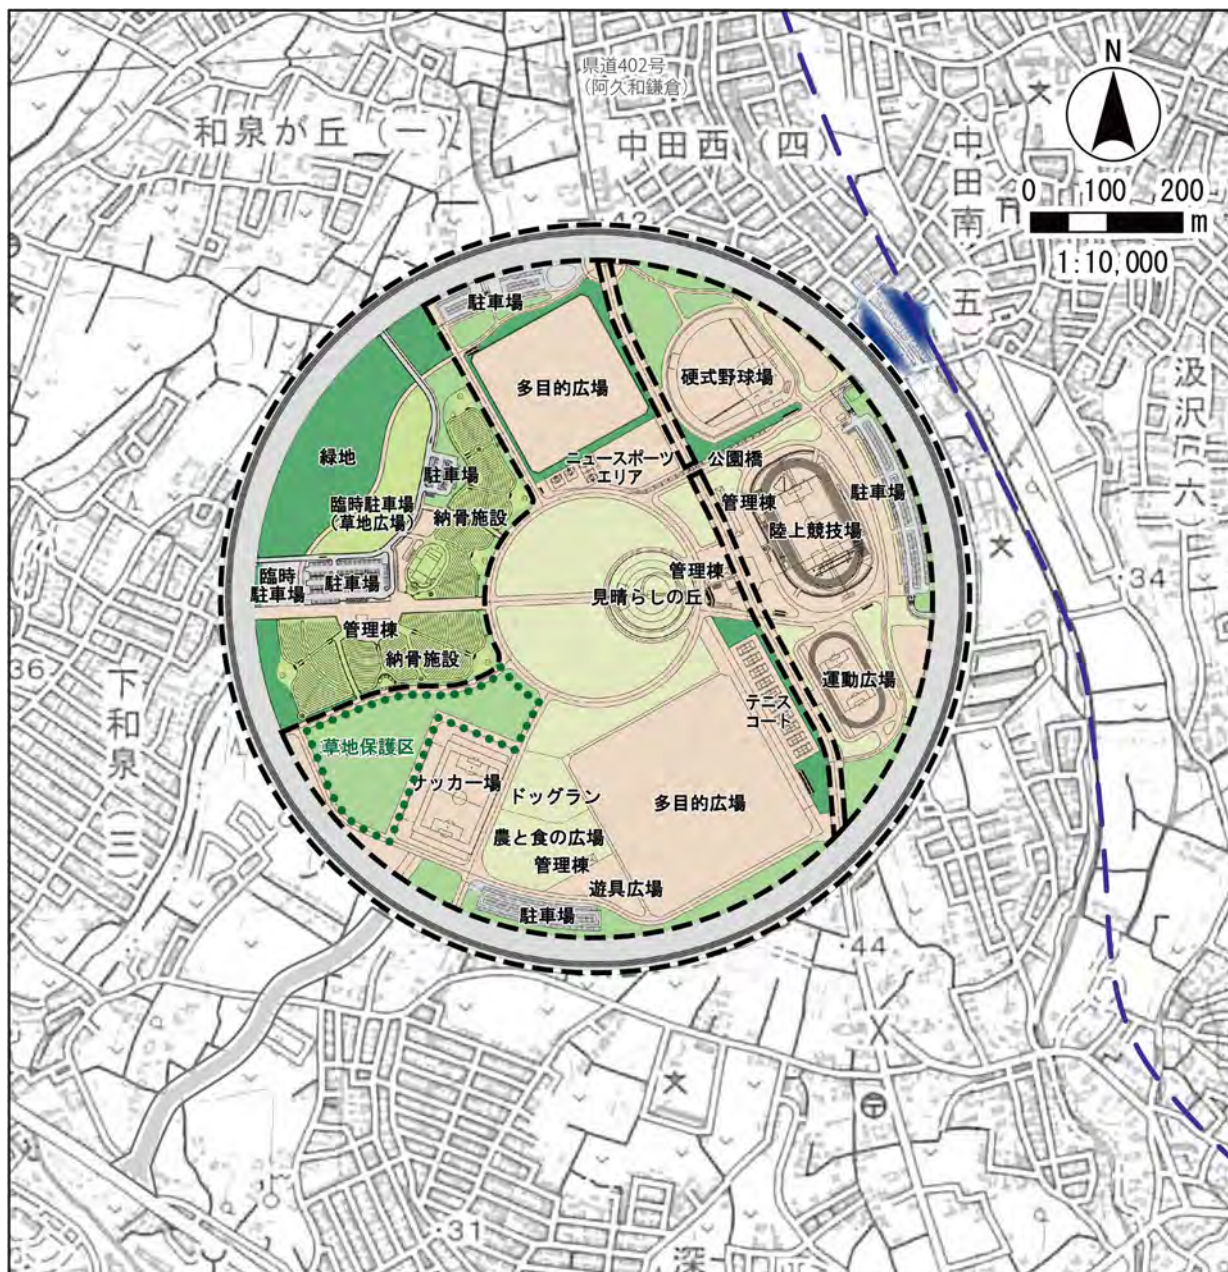 県道402号
(阿久和鎌倉)
和泉が丘(一)
中田西(四)
中田南(五)
N
0 100 200
m
1:10,000
42
汲沢(六)
駐車場
多目的広場
硬式野球場
緑地
駐車場
ニュースポーツ
エリア
公園橋
駐車場
臨時駐車場
(草地広場)
納骨施設
管理棟
陸上競技場
臨時
駐車場
駐車場
管理棟
見晴らしの丘
・34
管理棟
納骨施設
36
下和泉(三)
運動広場
テニス
コート
草地保護区
サッカー場
ドッグラン
多目的広場
農と食の広場
管理棟
遊具広場
駐車場
・44
・31
深